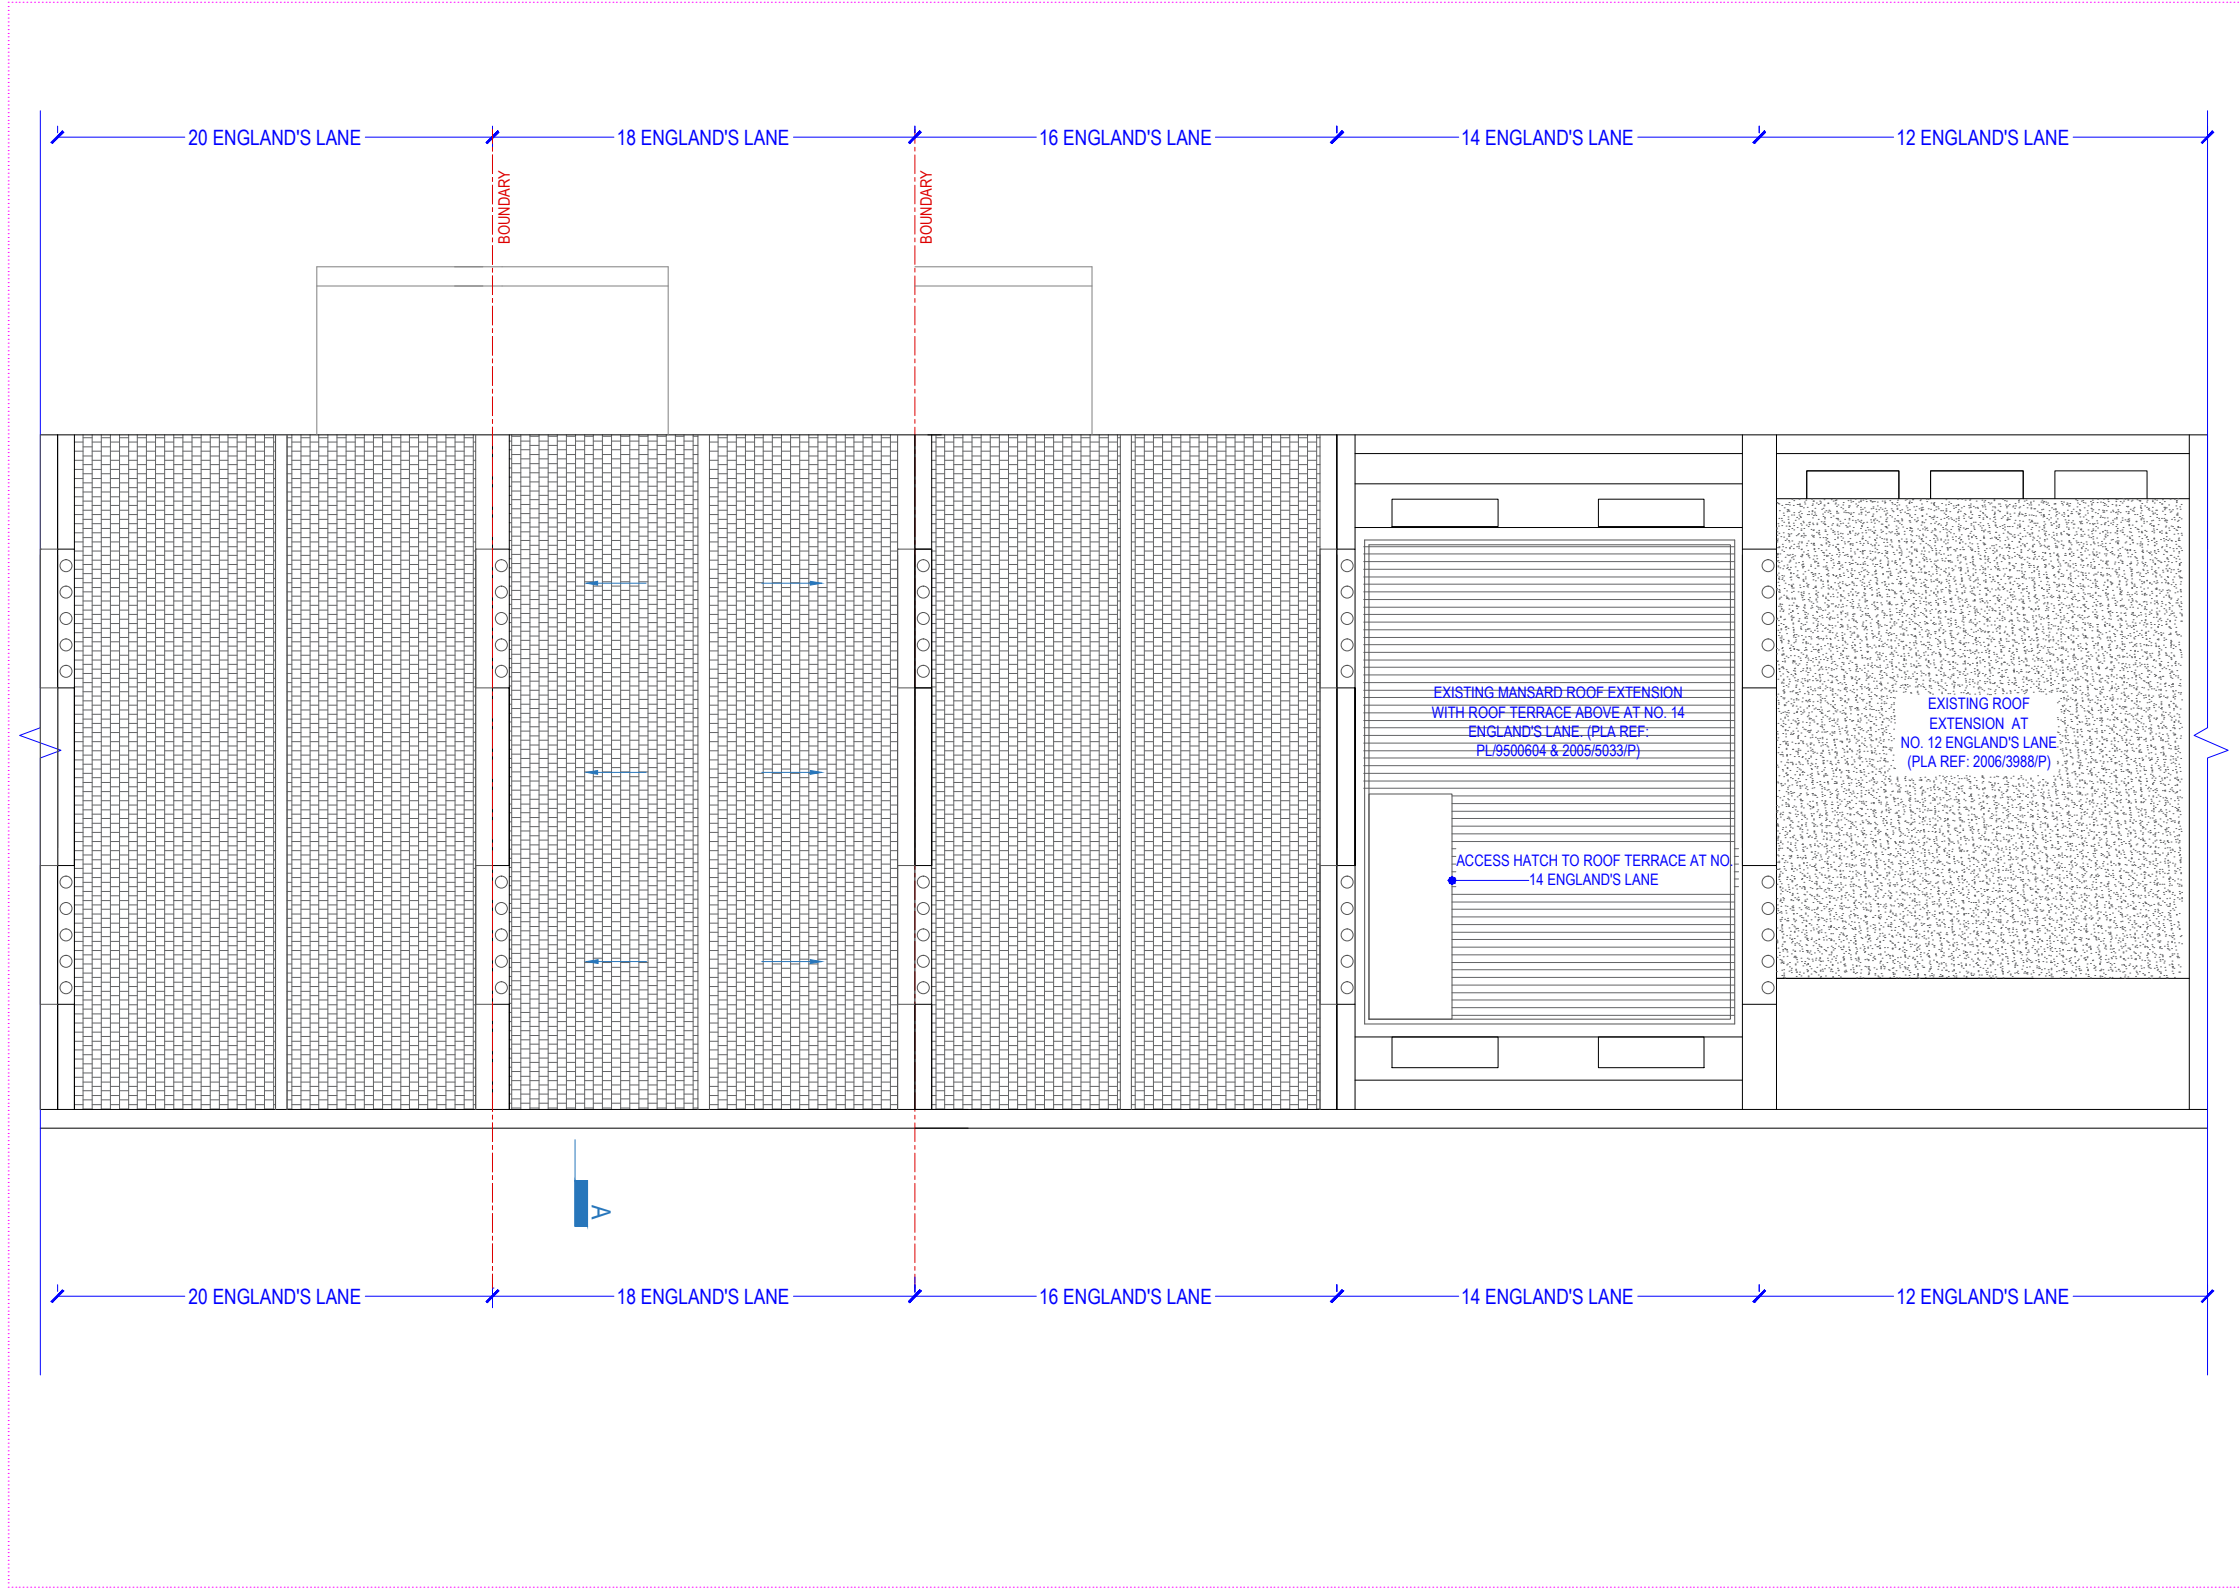 20 ENGLAND'S LANE
18 ENGLAND'S LANE
16 ENGLAND'S LANE
14 ENGLAND'S LANE
12 ENGLAND'S LANE
BOUNDARY
BOUNDARY
EXISTING MANSARD ROOF EXTENSION
WITH ROOF TERRACE ABOVE AT NO. 14
ENGLAND'S LANE. (PLA REF:
PL/9500604 & 2005/5033/P)
EXISTING ROOF
EXTENSION AT
NO. 12 ENGLAND'S LANE
(PLA REF: 2006/3988/P)
ACCESS HATCH TO ROOF TERRACE AT NO.
14 ENGLAND'S LANE
A
20 ENGLAND'S LANE
18 ENGLAND'S LANE
16 ENGLAND'S LANE
14 ENGLAND'S LANE
12 ENGLAND'S LANE